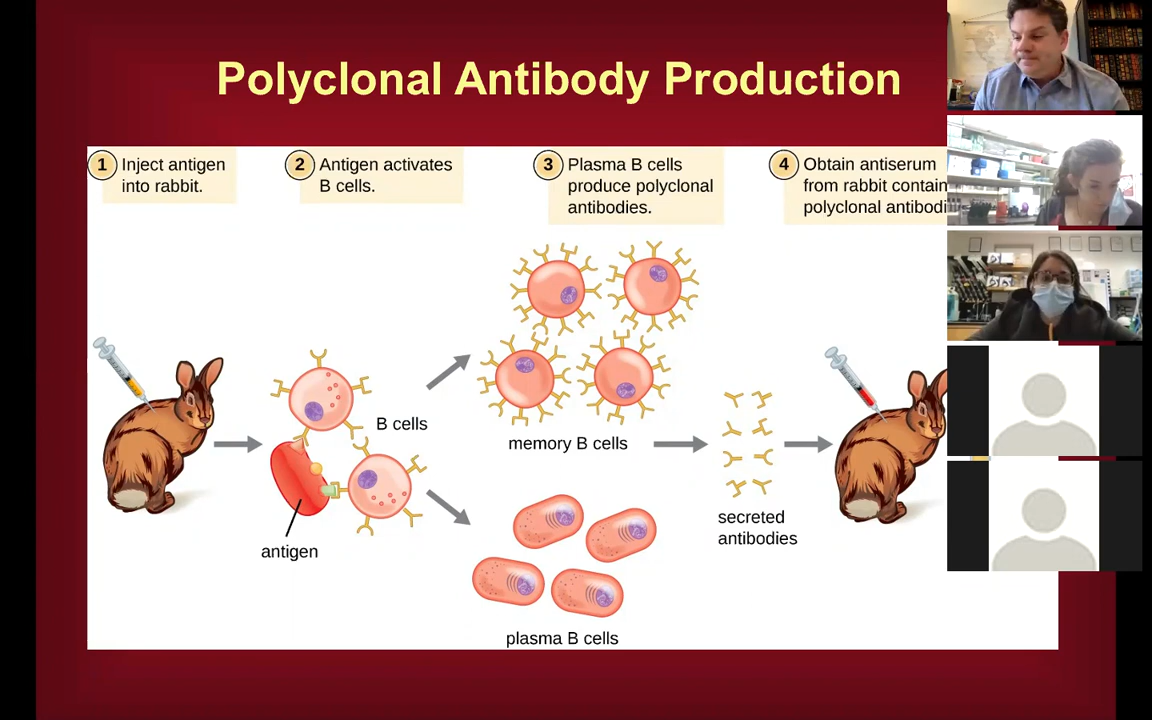 Polyclonal Antibody Production
1 Inject antigen
into rabbit.
2 Antigen activates
B cells.
3 Plasma B cells
produce polyclonal
antibodies.
4 Obtain antiserum
from rabbit contain
polyclonal antibodi
B cells
antigen
memory B cells
plasma B cells
secreted
antibodies